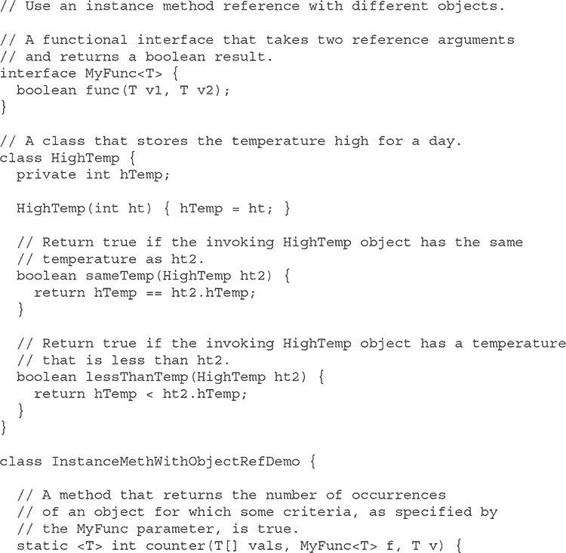 // Use an instance method reference with different objects.

// A functional interface that takes two reference arguments
// and returns a boolean result.
interface MyFunc<T> {
  boolean func(T v1, T v2);
}

// A class that stores the temperature high for a day.
class HighTemp {
  private int hTemp;

  HighTemp(int ht) { hTemp = ht; }

  // Return true if the invoking HighTemp object has the same
  // temperature as ht2.
  boolean sameTemp(HighTemp ht2) {
    return hTemp == ht2.hTemp;
  }

  // Return true if the invoking HighTemp object has a temperature
  // that is less than ht2.
  boolean lessThanTemp(HighTemp ht2) {
    return hTemp < ht2.hTemp;
  }
}

class InstanceMethWithObjectRefDemo {

  // A method that returns the number of occurrences
  // of an object for which some criteria, as specified by
  // the MyFunc parameter, is true.
  static <T> int counter(T[] vals, MyFunc<T> f, T v) {